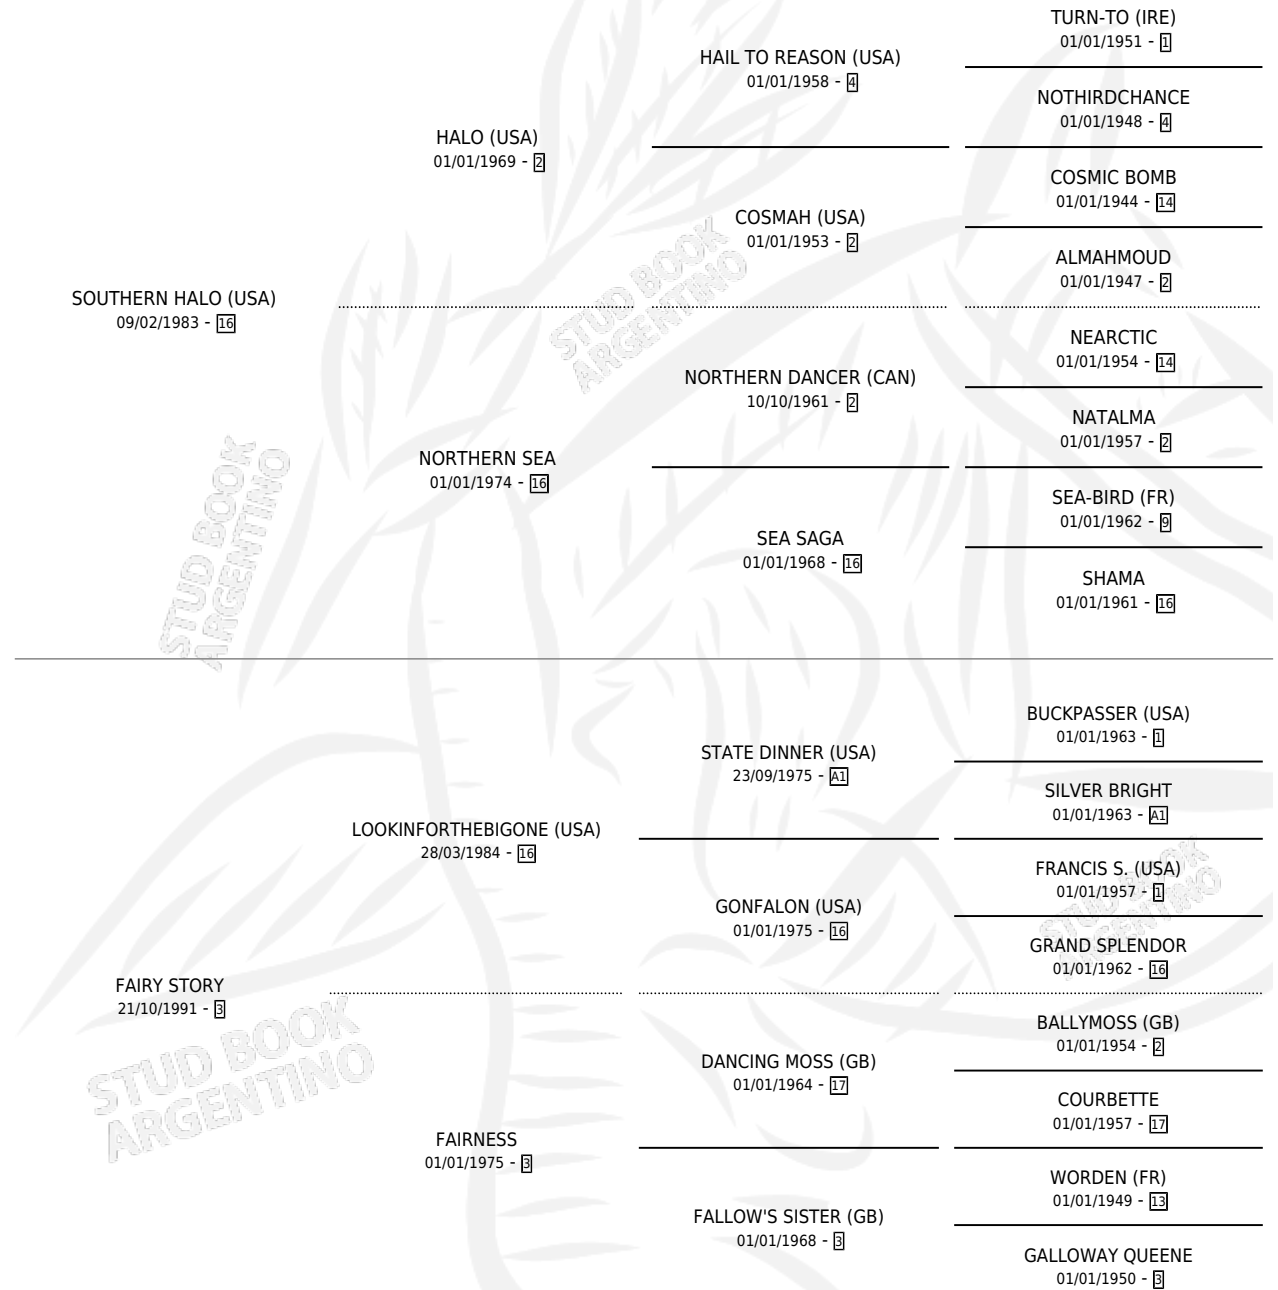 TURN-TO (IRE)
01/01/1951 - 1
HAIL TO REASON (USA)
01/01/1958 - 4
NOTHIRDCHANCE
01/01/1948 - 4
HALO (USA)
01/01/1969 - 2
COSMIC BOMB
01/01/1944 - 14
COSMAH (USA)
01/01/1953 - 2
ALMAHMOUD
01/01/1947 - 2
SOUTHERN HALO (USA)
09/02/1983 - 16
STUD BOOK
ARGENTINO
NEARCTIC
01/01/1954 - 14
NORTHERN DANCER (CAN)
10/10/1961 - 2
NATALMA
01/01/1957 - 2
NORTHERN SEA
01/01/1974 - 16
SEA-BIRD (FR)
01/01/1962 - 9
SEA SAGA
01/01/1968 - 16
SHAMA
01/01/1961 - 16
STUD BOOK
ARGENTINO
BUCKPASSER (USA)
01/01/1963 - 1
STATE DINNER (USA)
23/09/1975 - A1
SILVER BRIGHT
01/01/1963 - A1
LOOKINFORTHEBIGONE (USA)
28/03/1984 - 16
FRANCIS S. (USA)
01/01/1957 - 1
GONFALON (USA)
01/01/1975 - 16
GRAND SPLENDOR
01/01/1962 - 16
STUD BOOK
ARGENTINO
FAIRY STORY
21/10/1991 - 3
STUD BOOK
ARGENTINO
BALLYMOSS (GB)
01/01/1954 - 2
DANCING MOSS (GB)
01/01/1964 - 17
COURBETTE
01/01/1957 - 17
FAIRNESS
01/01/1975 - 3
WORDEN (FR)
01/01/1949 - 13
FALLOW'S SISTER (GB)
01/01/1968 - 3
GALLOWAY QUEENE
01/01/1950 - 3